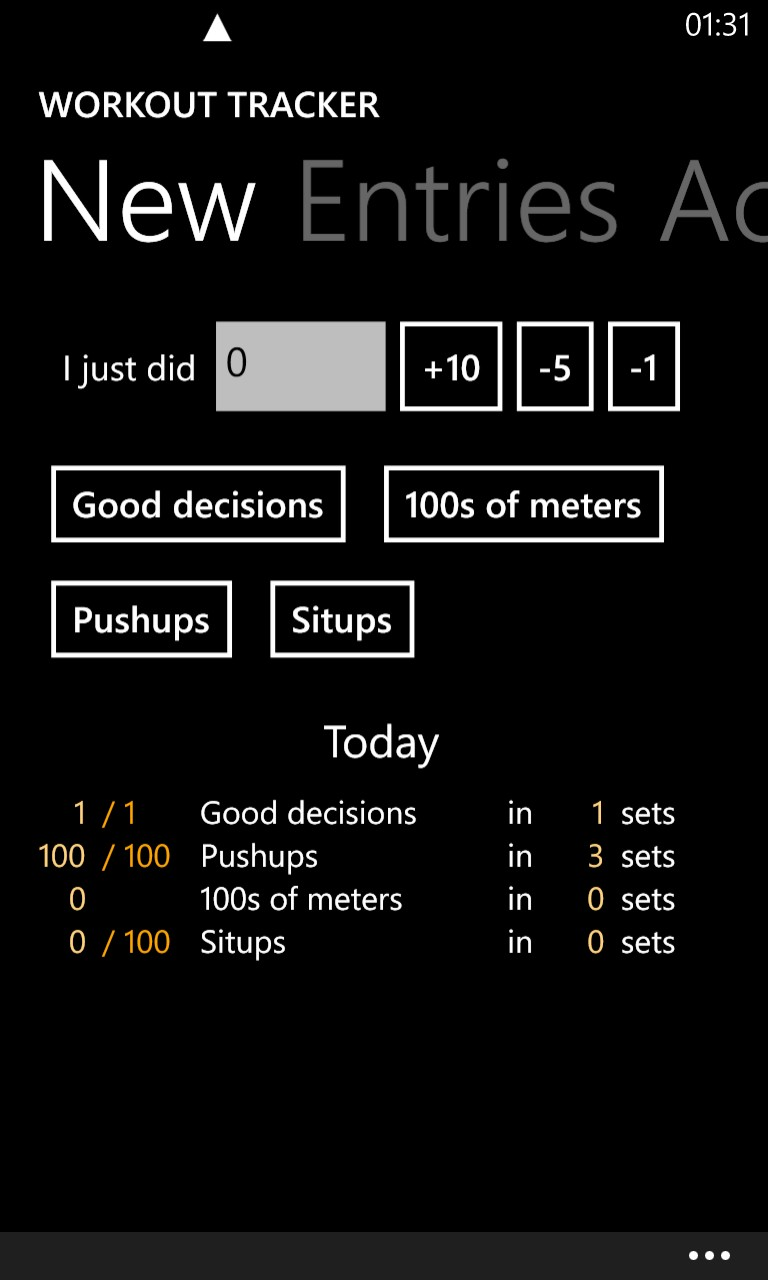 01:31
WORKOUT TRACKER
New Entries Ac
I just did 0 +10 -5 -1
Good decisions 100s of meters
Pushups Situps
Today
1 / 1 Good decisions in 1 sets
100 / 100 Pushups in 3 sets
0 100s of meters in 0 sets
0 / 100 Situps in 0 sets